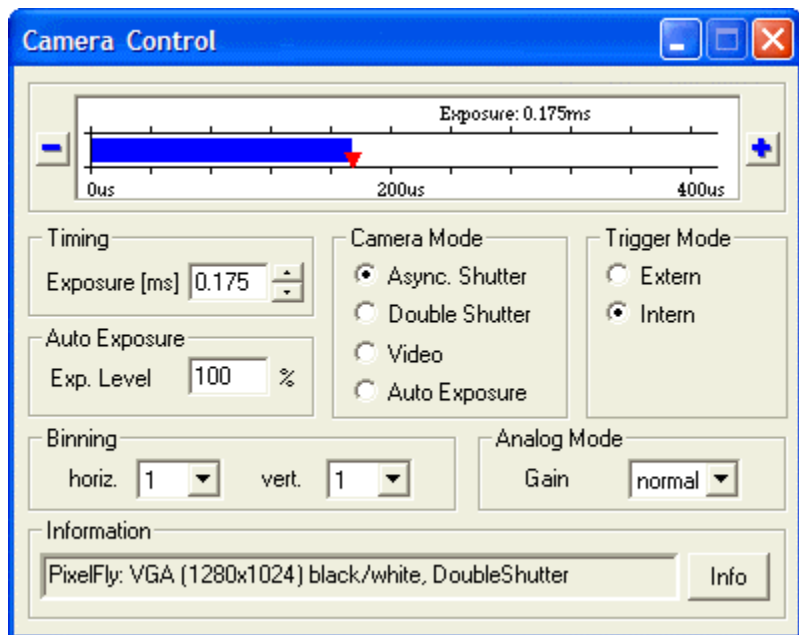 Camera Control
Exposure: 0.175ms
0us 200us 400us
Timing
Exposure [ms] 0.175
Camera Mode
Async. Shutter
Double Shutter
Video
Auto Exposure
Trigger Mode
Extern
Intern
Auto Exposure
Exp. Level 100 %
Binning
horiz. 1 vert. 1
Analog Mode
Gain normal
Information
PixelFly: VGA (1280x1024) black/white, DoubleShutter Info